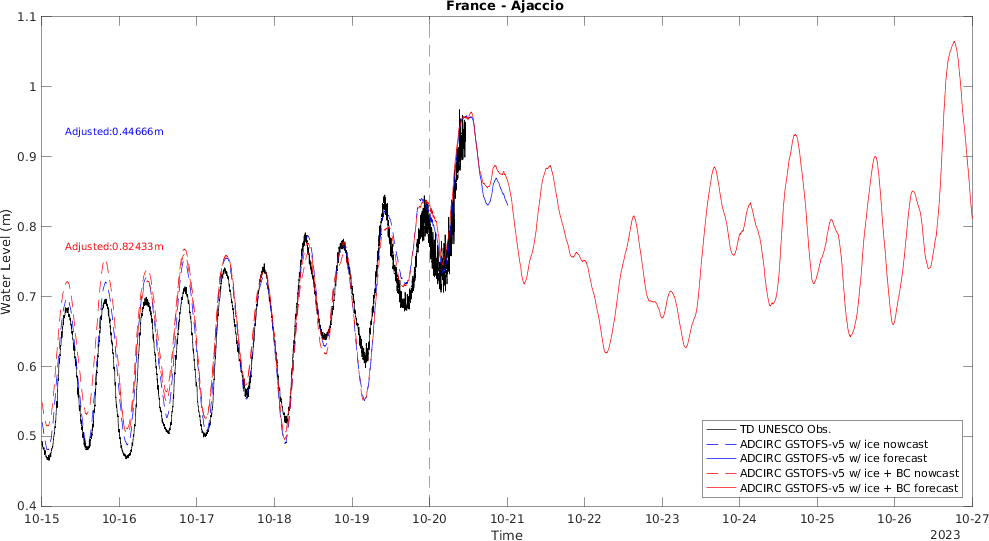 France - Ajaccio
Water Level (m)
1.1
1
0.9
0.8
0.7
0.6
0.5
0.4
Adjusted:0.44666m
Adjusted:0.82433m
TD UNESCO Obs.
ADCIRC GSTOFS-v5 w/ ice nowcast
ADCIRC GSTOFS-v5 w/ ice forecast
ADCIRC GSTOFS-v5 w/ ice + BC nowcast
ADCIRC GSTOFS-v5 w/ ice + BC forecast
10-15 10-16 10-17 10-18 10-19 10-20 10-21 10-22 10-23 10-24 10-25 10-26 10-27
Time
2023